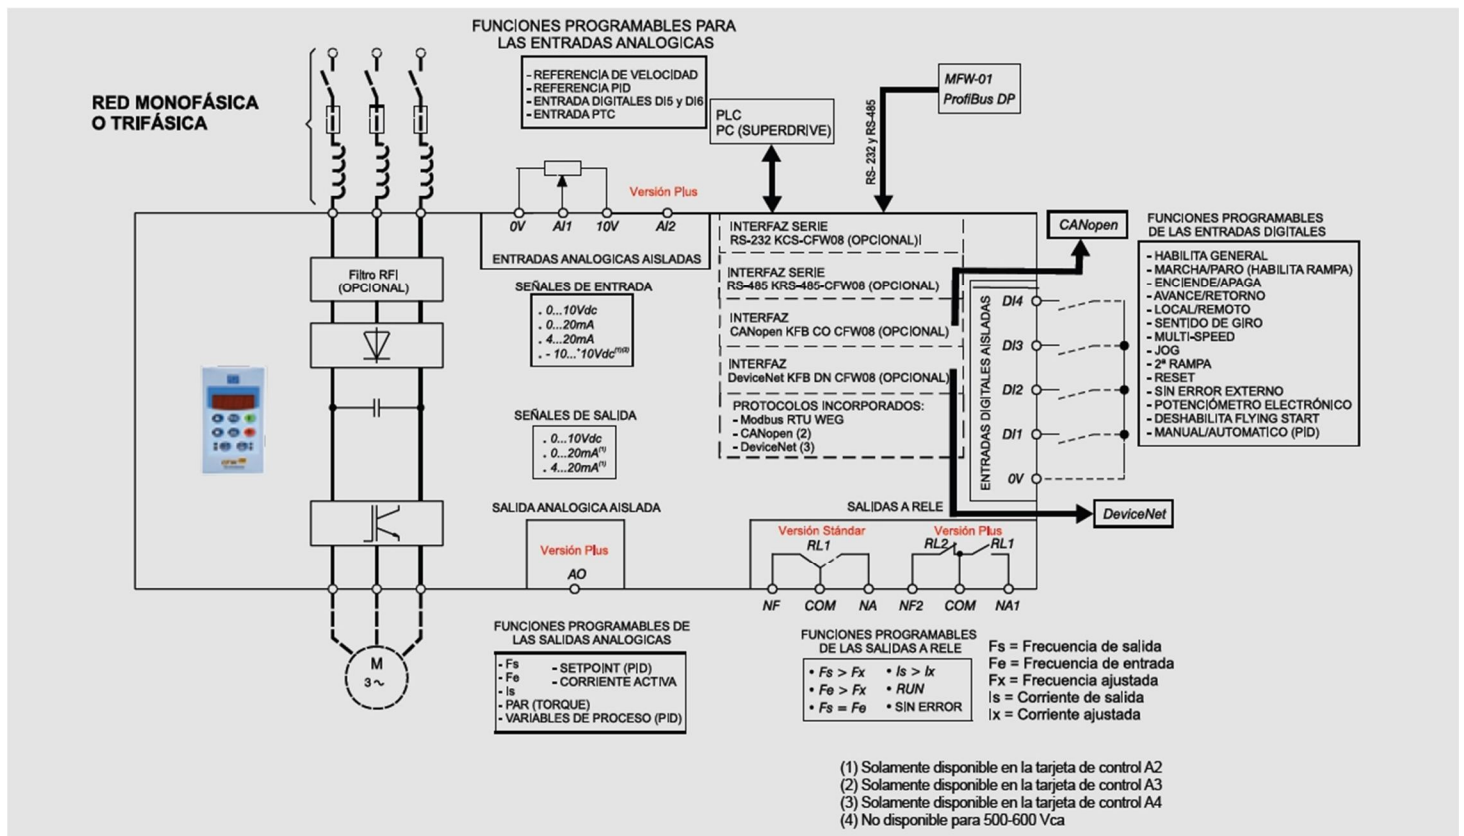 FUNCIONES PROGRAMABLES PARA
LAS ENTRADAS ANALOGICAS
- REFERENCIA DE VELOCIDAD
- REFERENCIA PID
- ENTRADA DIGITALES DI5 y DI6
- ENTRADA PTC
RED MONOFÁSICA
O TRIFÁSICA
PLC
PC (SUPERDRIVE)
MFW-01
ProfiBus DP
RS- 232 y RS-485
Versión Plus
0V AI1 10V AI2
ENTRADAS ANALOGICAS AISLADAS
Filtro RFI
(OPCIONAL)
SEÑALES DE ENTRADA
. 0...10Vdc
. 0...20mA
. 4...20mA
. - 10...+10Vdc(1)(3)
SEÑALES DE SALIDA
. 0...10Vdc
. 0...20mA(1)
. 4...20mA(1)
INTERFAZ SERIE
RS-232 KCS-CFW08 (OPCIONAL)|
INTERFAZ SERIE
RS-485 KRS-485-CFW08 (OPCIONAL)
INTERFAZ
CANopen KFB CO CFW08 (OPCIONAL)
INTERFAZ
DeviceNet KFB DN CFW08 (OPCIONAL)
PROTOCOLOS INCORPORADOS:
- Modbus RTU WEG
- CANopen (2)
- DeviceNet (3)
ENTRADAS DIGITALES AISLADAS
DI4
DI3
DI2
DI1
0V
CANopen
DeviceNet
FUNCIONES PROGRAMABLES
DE LAS ENTRADAS DIGITALES
- HABILITA GENERAL
- MARCHA/PARO (HABILITA RAMPA)
- ENCIENDE/APAGA
- AVANCE/RETORNO
- LOCAL/REMOTO
- SENTIDO DE GIRO
- MULTI-SPEED
- JOG
- 2ª RAMPA
- RESET
- SIN ERROR EXTERNO
- POTENCIÓMETRO ELECTRÓNICO
- DESHABILITA FLYING START
- MANUAL/AUTOMATICO (PID)
SALIDA ANALOGICA AISLADA
Versión Plus
AO
SALIDAS A RELE
Versión Stándar
RL1
Versión Plus
RL2 RL1
NF COM NA NF2 COM NA1
M
3~
FUNCIONES PROGRAMABLES DE
LAS SALIDAS ANALOGICAS
- Fs
- Fe
- Is
- PAR (TORQUE)
- VARIABLES DE PROCESO (PID)
- SETPOINT (PID)
- CORRIENTE ACTIVA
FUNCIONES PROGRAMABLES
DE LAS SALIDAS A RELE
• Fs > Fx • Is > Ix
• Fe > Fx • RUN
• Fs = Fe • SIN ERROR
Fs = Frecuencia de salida
Fe = Frecuencia de entrada
Fx = Frecuencia ajustada
Is = Corriente de salida
Ix = Corriente ajustada
(1) Solamente disponible en la tarjeta de control A2
(2) Solamente disponible en la tarjeta de control A3
(3) Solamente disponible en la tarjeta de control A4
(4) No disponible para 500-600 Vca